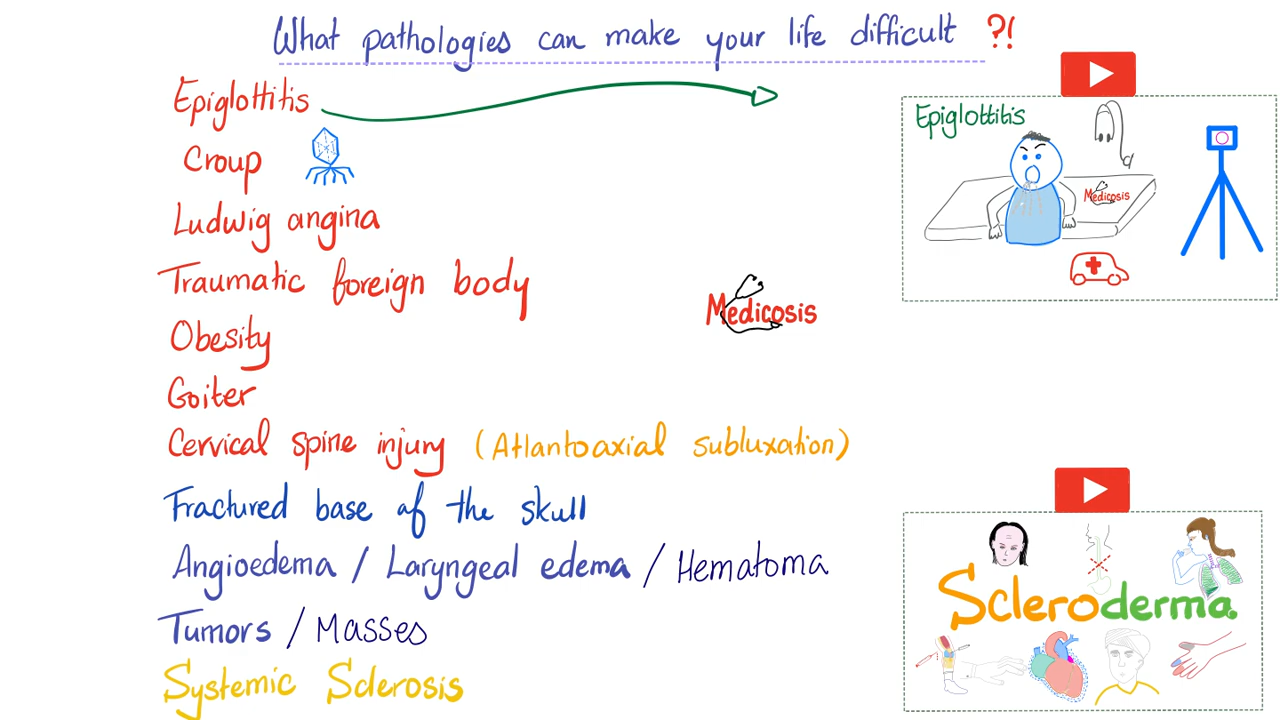 What pathologies can make your life difficult ?!
Epiglottitis
Croup
Ludwig angina
Traumatic foreign body
Obesity
Goiter
Cervical spine injury (Atlantoaxial subluxation)
Fractured base of the skull
Angioedema / Laryngeal edema / Hematoma
Tumors / Masses
Systemic Sclerosis
Medicosis
Epiglottitis
Medicosis
Scleroderma